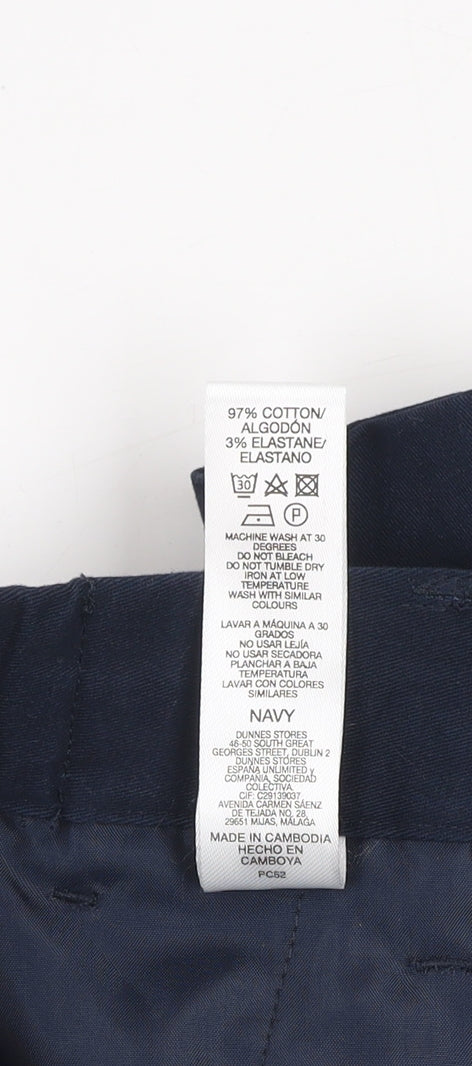 97% COTTON/
ALGODÓN
3% ELASTANE/
ELASTANO
30
P
MACHINE WASH AT 30
DEGREES
DO NOT BLEACH
DO NOT TUMBLE DRY
IRON AT LOW
TEMPERATURE
WASH WITH SIMILAR
COLOURS
LAVAR A MÁQUINA A 30
GRADOS
NO USAR LEJÍA
NO USAR SECADORA
PLANCHAR A BAJA
TEMPERATURA
LAVAR CON COLORES
SIMILARES
NAVY
DUNNES STORES
46-50 SOUTH GREAT
GEORGES STREET, DUBLIN 2
DUNNES STORES
ESPAÑA UNLIMITED y
COMPANIA, SOCIEDAD
COLECTIVA.
CIF: C29139037
AVENIDA CARMEN SÁENZ
DE TEJADA NO. 28,
29651 MIJAS, MÁLAGA
MADE IN CAMBODIA
HECHO EN
CAMBOYA
PC52